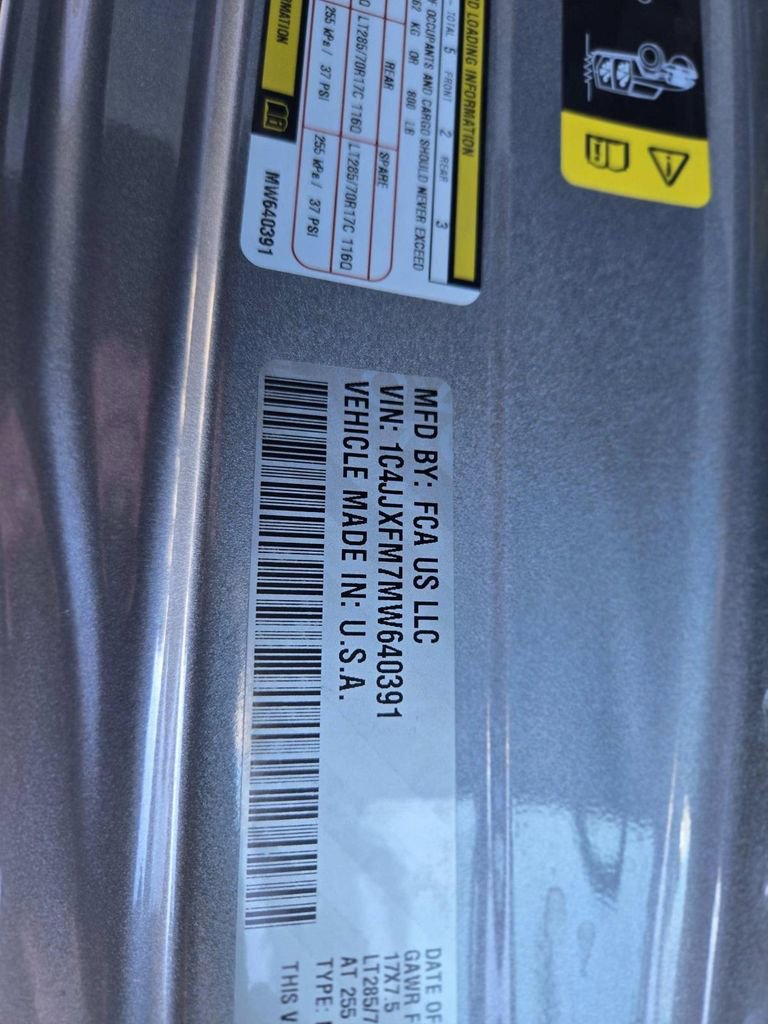 ND LOADING INFORMATION
TOTAL 5 FRONT 2 REAR 3
OCCUPANTS AND CARGO SHOULD NEVER EXCEED
KG OR 800 LB
REAR SPARE
LT285/70R17C 116Q LT285/70R17C 116Q
255 kPa / 37 PSI 255 kPa / 37 PSI
MW640391
MFD BY: FCA US LLC
VIN: 1C4JJXFM7MW640391
VEHICLE MADE IN: U.S.A.
DATE OF
GAWR F
17X7.5
LT285/7
AT 255
TYPE:
THIS V